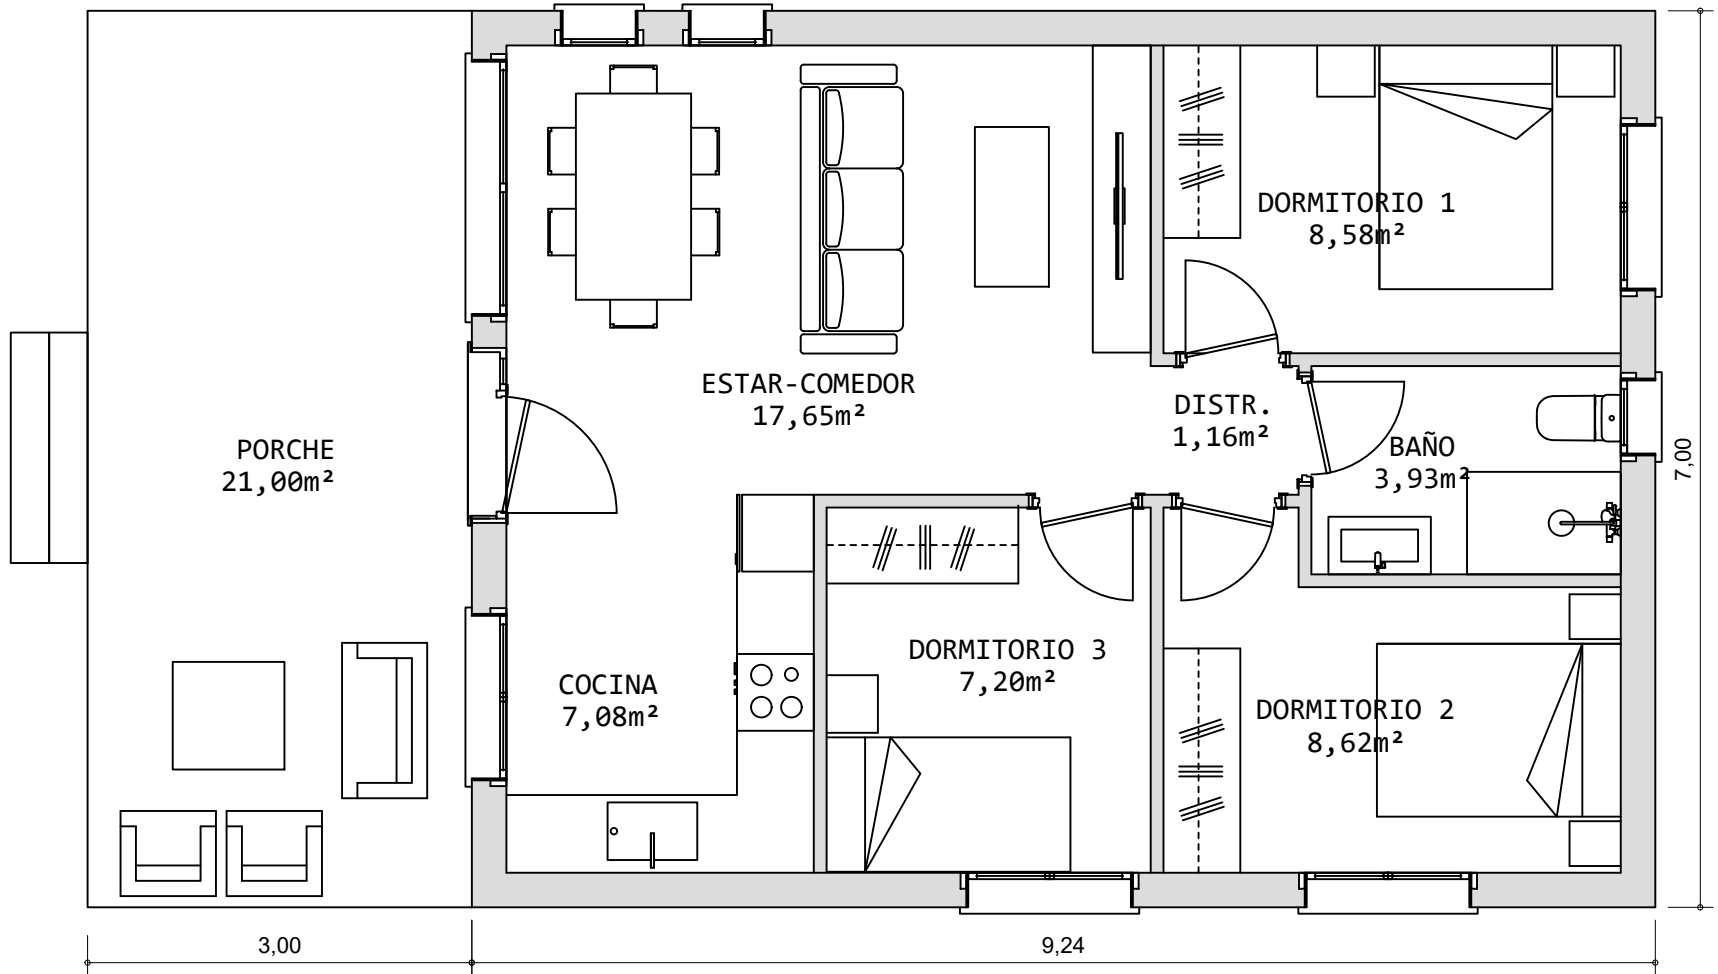 DORMITORIO 1
8,58m²
ESTAR-COMEDOR
17,65m²
DISTR.
1,16m²
PORCHE
21,00m²
BAÑO
3,93m²
7,00
DORMITORIO 3
7,20m²
COCINA
7,08m²
DORMITORIO 2
8,62m²
3,00
9,24